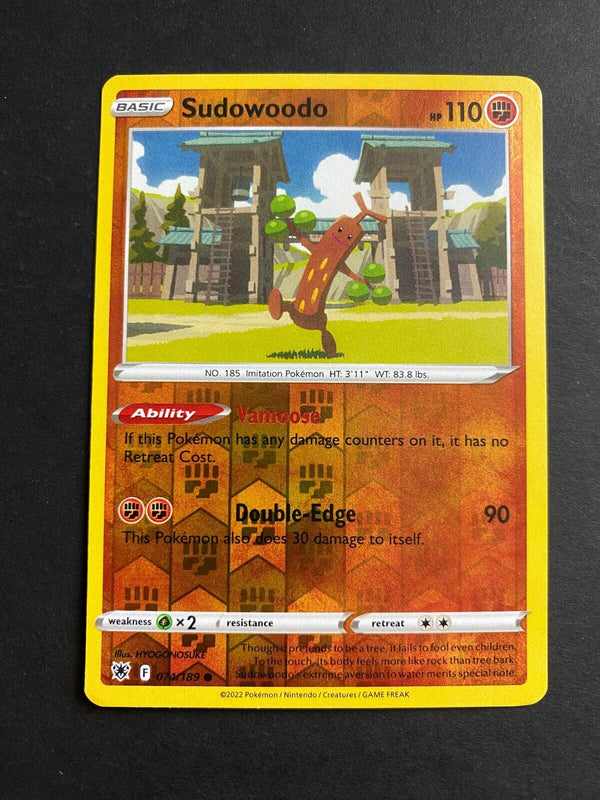 BASIC Sudowoodo HP 110
NO. 185 Imitation Pokémon HT: 3'11" WT: 83.8 lbs.
Ability Vamoose
If this Pokémon has any damage counters on it, it has no
Retreat Cost.
Double-Edge 90
This Pokémon also does 30 damage to itself.
weakness ×2 resistance retreat
Illus. HYOGONOSUKE
Though it pretends to be a tree, it fails to fool even children.
To the touch, its body feels more like rock than tree bark.
Sudowoodo's extreme aversion to water merits special note.
F 074/189
©2022 Pokémon / Nintendo / Creatures / GAME FREAK